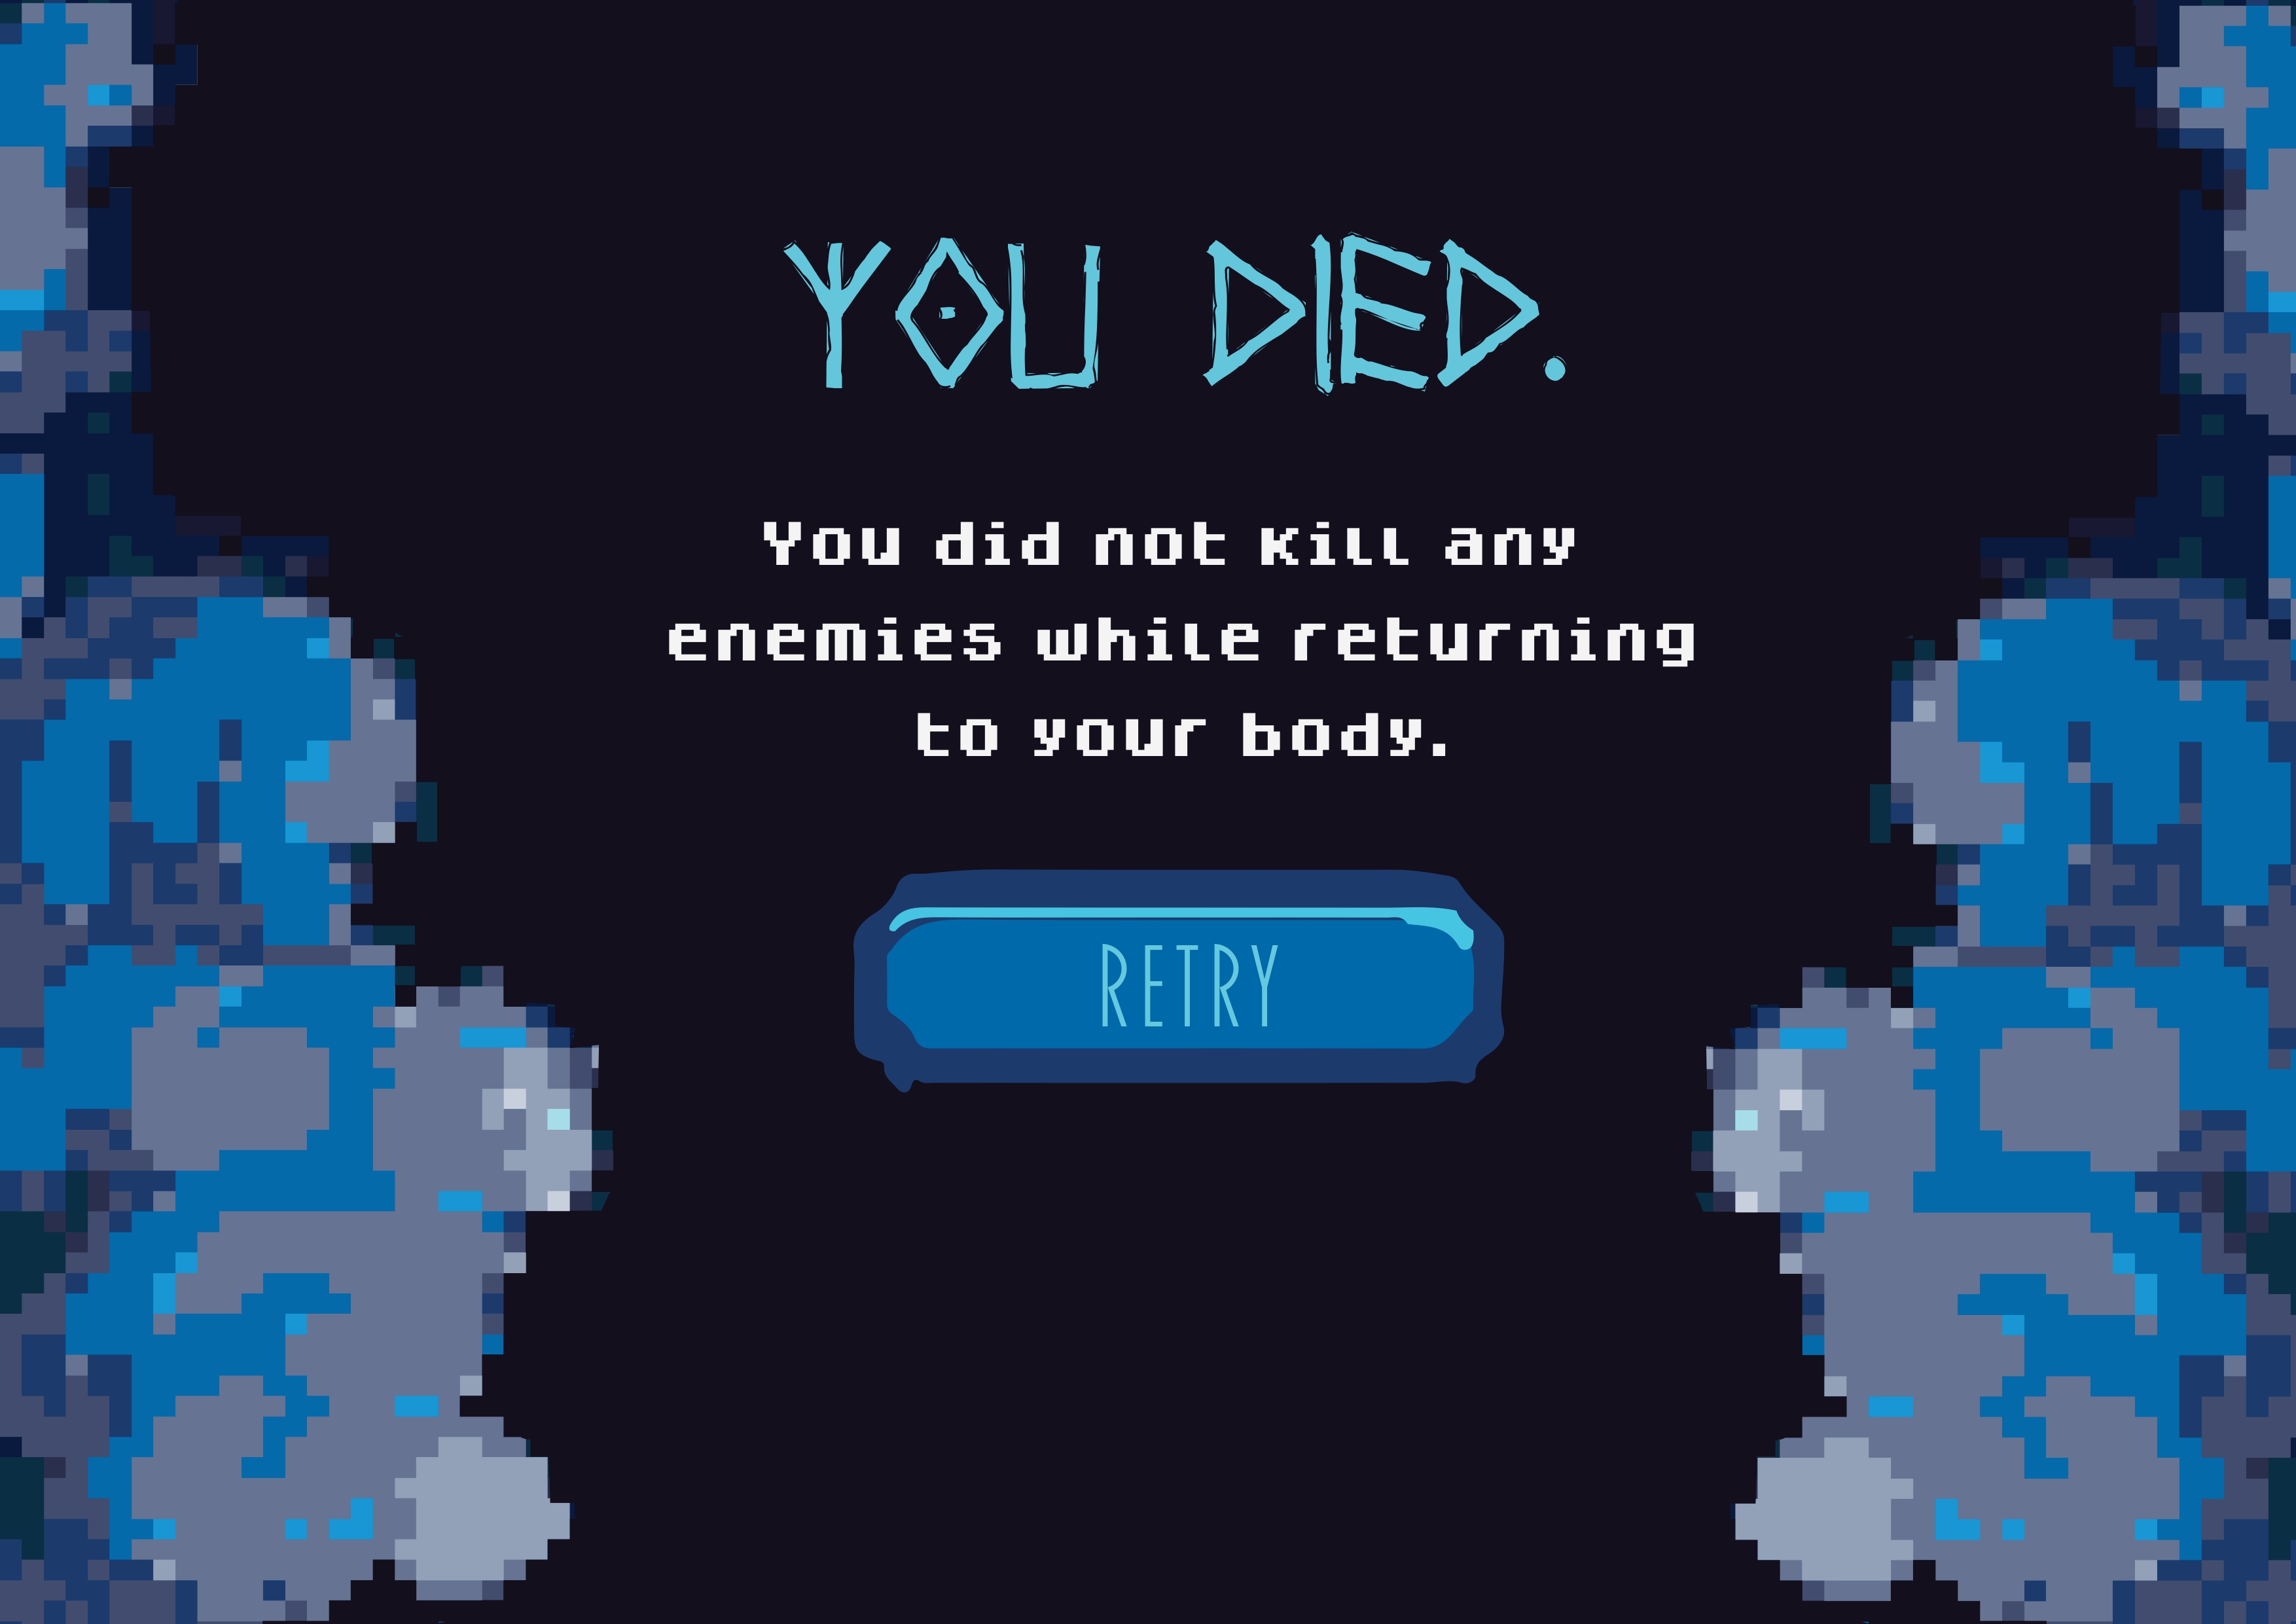 YOU DIED.
You did not kill any
enemies while returning
to your body.
RETRY